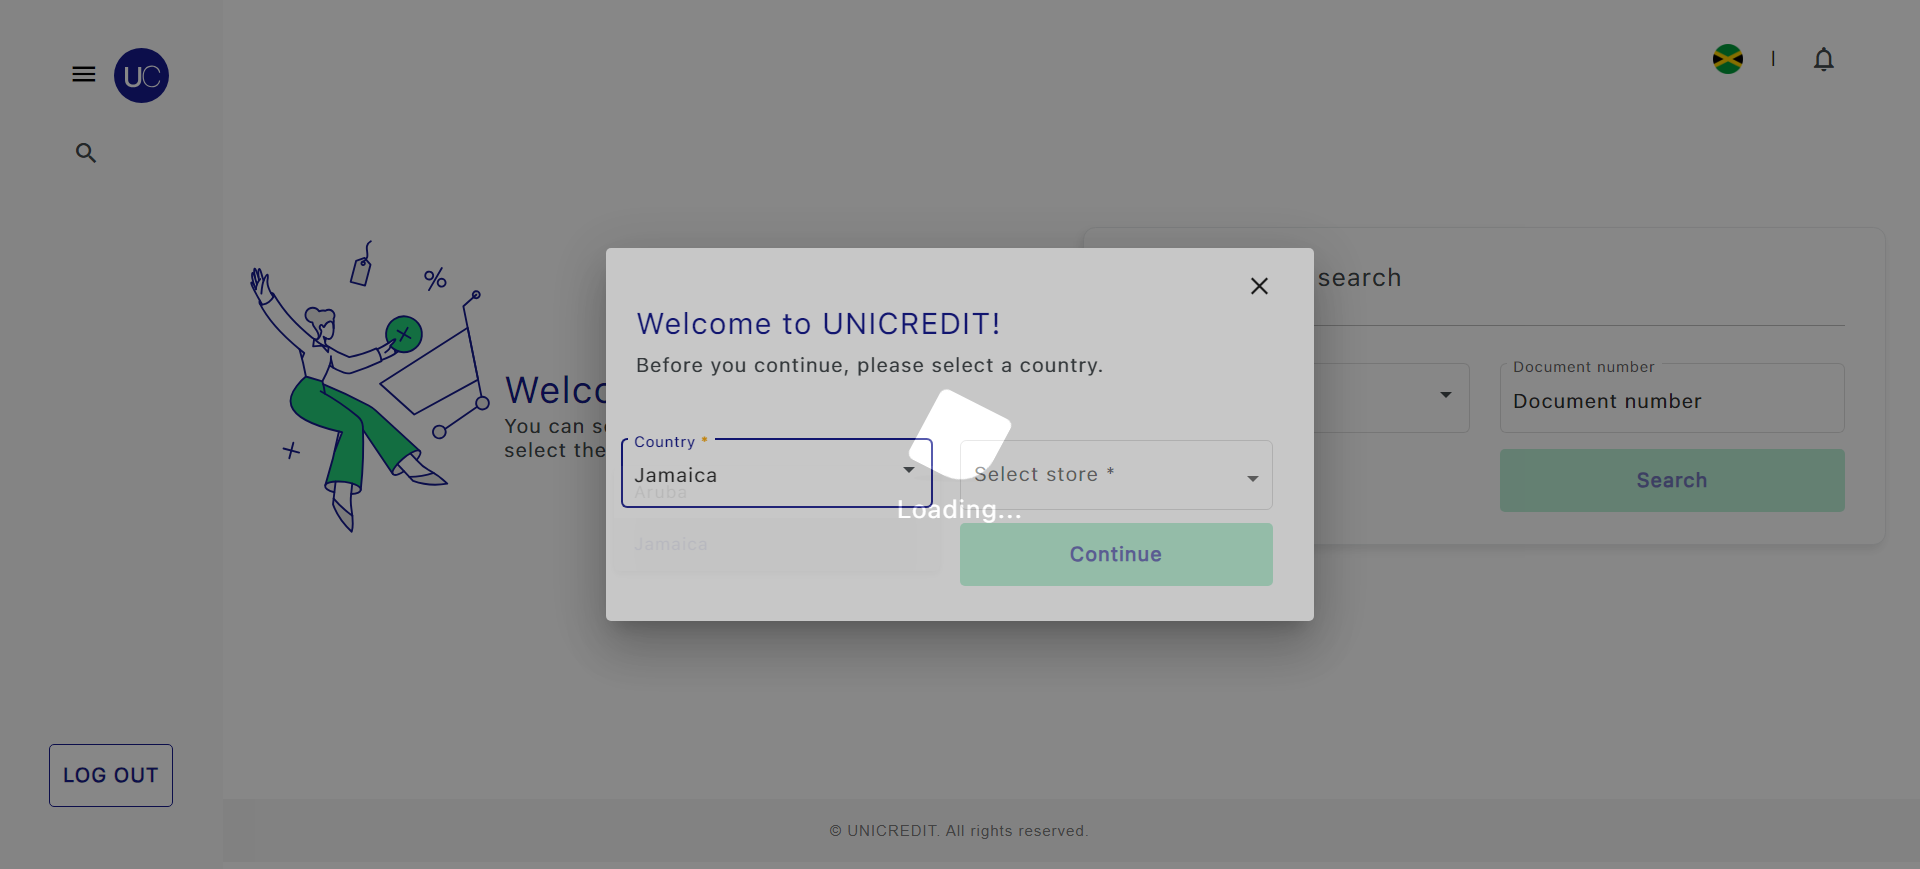 UC
search
Welcome to UNICREDIT!
Before you continue, please select a country.
Document number
Document number
Country *
Jamaica
Aruba
Jamaica
Select store *
Loading...
Continue
Search
%
You can
select the
LOG OUT
© UNICREDIT. All rights reserved.